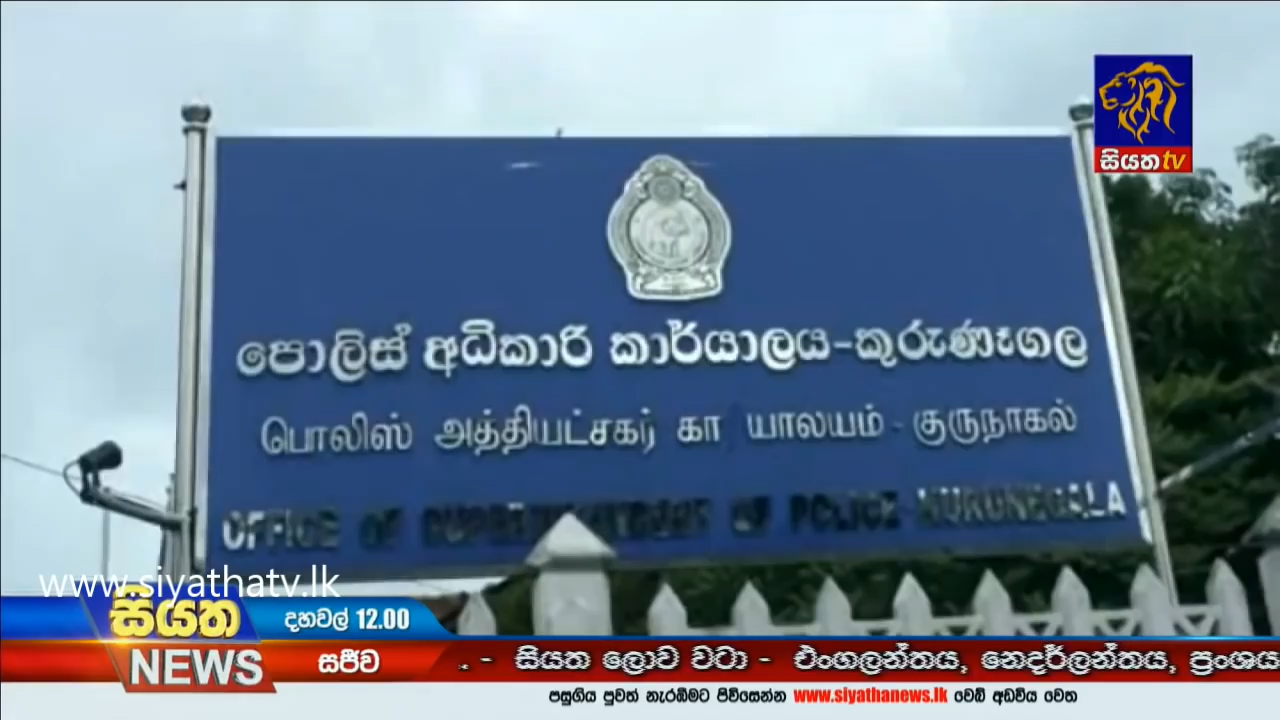 සියත tv
පොලිස් අධිකාරි කාර්යාලය-කුරුණෑගල
பொலிஸ் அத்தியட்சகர் கா யாலயம் - குருநாகல்
OFFICE OF SUPERINTENDENT OF POLICE KURUNEGALA
www.siyathatv.lk
සියත දහවල් 12.00
NEWS සජීව . - සියත ලොව වටා - එංගලන්තය, නෙදර්ලන්තය, ප්‍රංශය
පසුගිය පුවත් නැරඹීමට පිවිසෙන්න www.siyathanews.lk වෙබ් අඩවිය වෙත